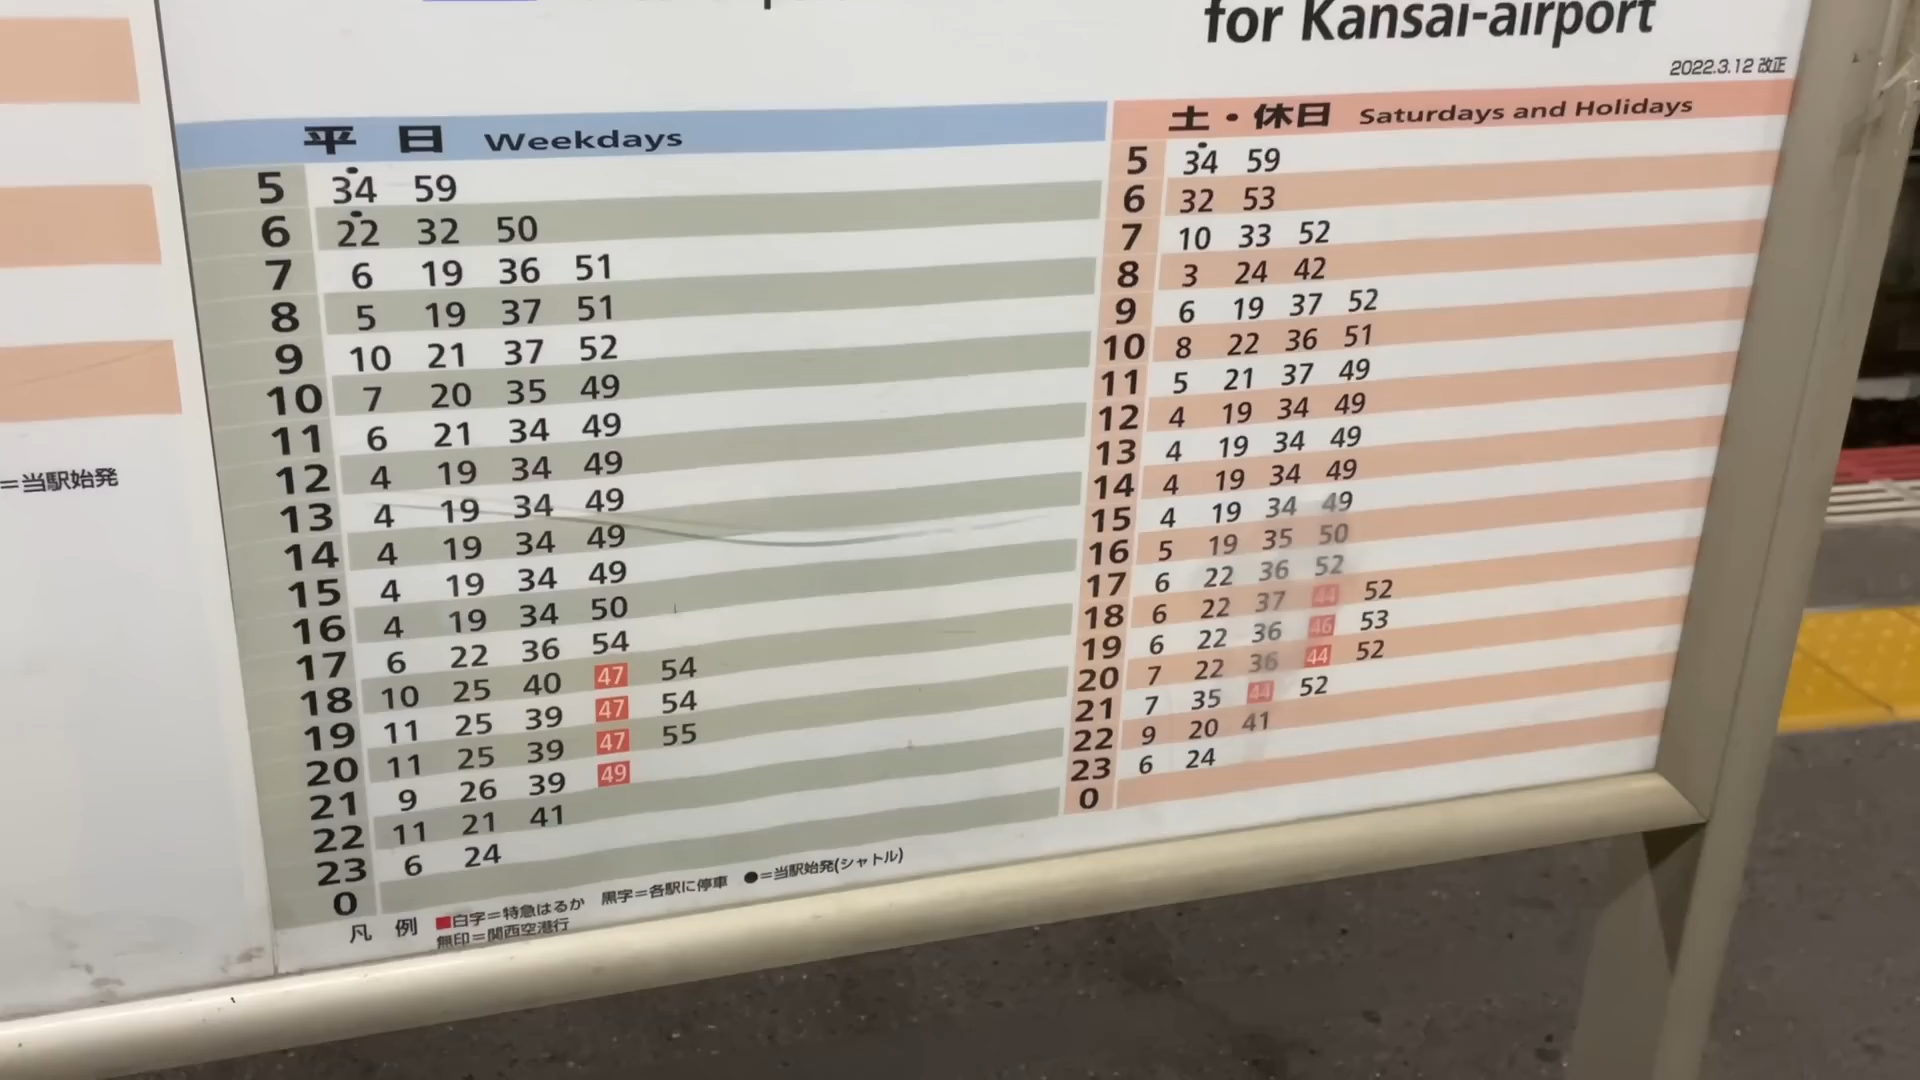 for Kansai-airport
2022.3.12 改正
平日 Weekdays
5 34 59
6 22 32 50
7 6 19 36 51
8 5 19 37 51
9 10 21 37 52
10 7 20 35 49
11 6 21 34 49
12 4 19 34 49
13 4 19 34 49
14 4 19 34 49
15 4 19 34 49
16 4 19 34 50
17 6 22 36 54
18 10 25 40 47 54
19 11 25 39 47 54
20 11 25 39 47 55
21 9 26 39 49
22 11 21 41
23 6 24
0
土・休日 Saturdays and Holidays
5 34 59
6 32 53
7 10 33 52
8 3 24 42
9 6 19 37 52
10 8 22 36 51
11 5 21 37 49
12 4 19 34 49
13 4 19 34 49
14 4 19 34 49
15 4 19 34 49
16 5 19 35 50
17 6 22 36 52
18 6 22 37 44 52
19 6 22 36 46 53
20 7 22 36 44 52
21 7 35 44 52
22 9 20 41
23 6 24
0
=当駅始発
凡例 ■白字=特急はるか 黒字=各駅に停車 ●=当駅始発(シャトル)
無印=関西空港行